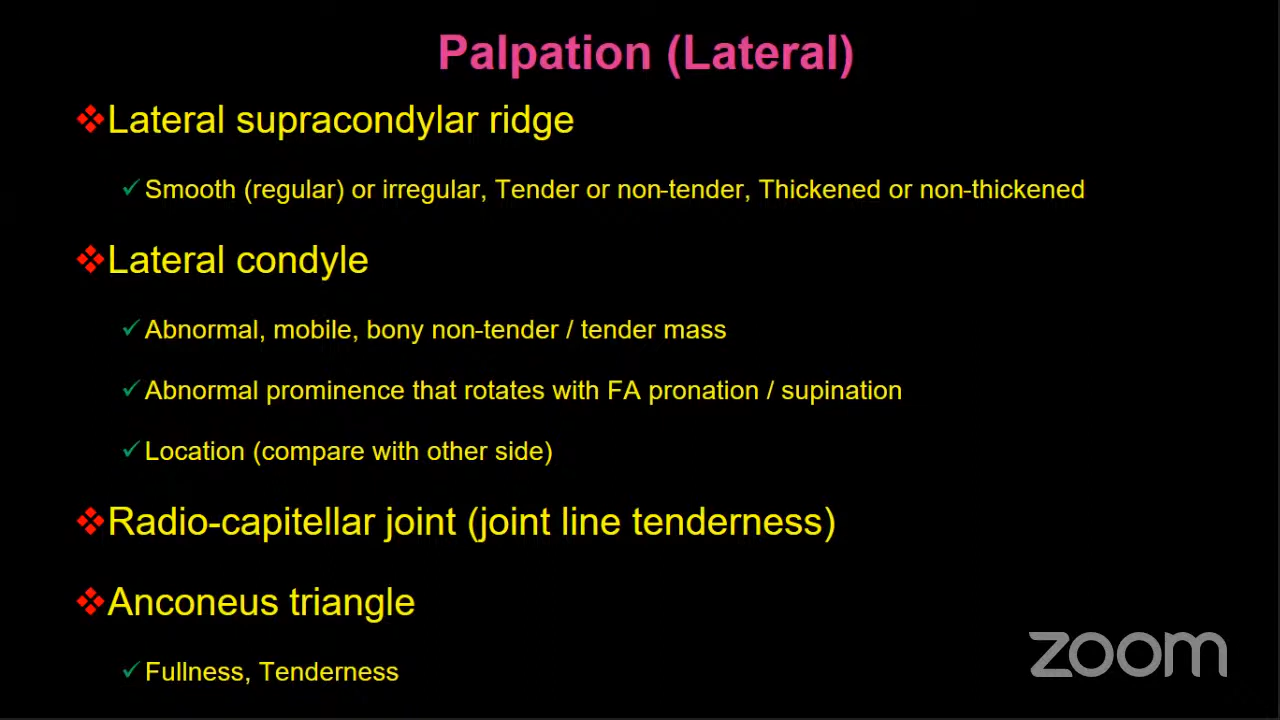 Palpation (Lateral)
Lateral supracondylar ridge
Smooth (regular) or irregular, Tender or non-tender, Thickened or non-thickened
Lateral condyle
Abnormal, mobile, bony non-tender / tender mass
Abnormal prominence that rotates with FA pronation / supination
Location (compare with other side)
Radio-capitellar joint (joint line tenderness)
Anconeus triangle
Fullness, Tenderness
zoom